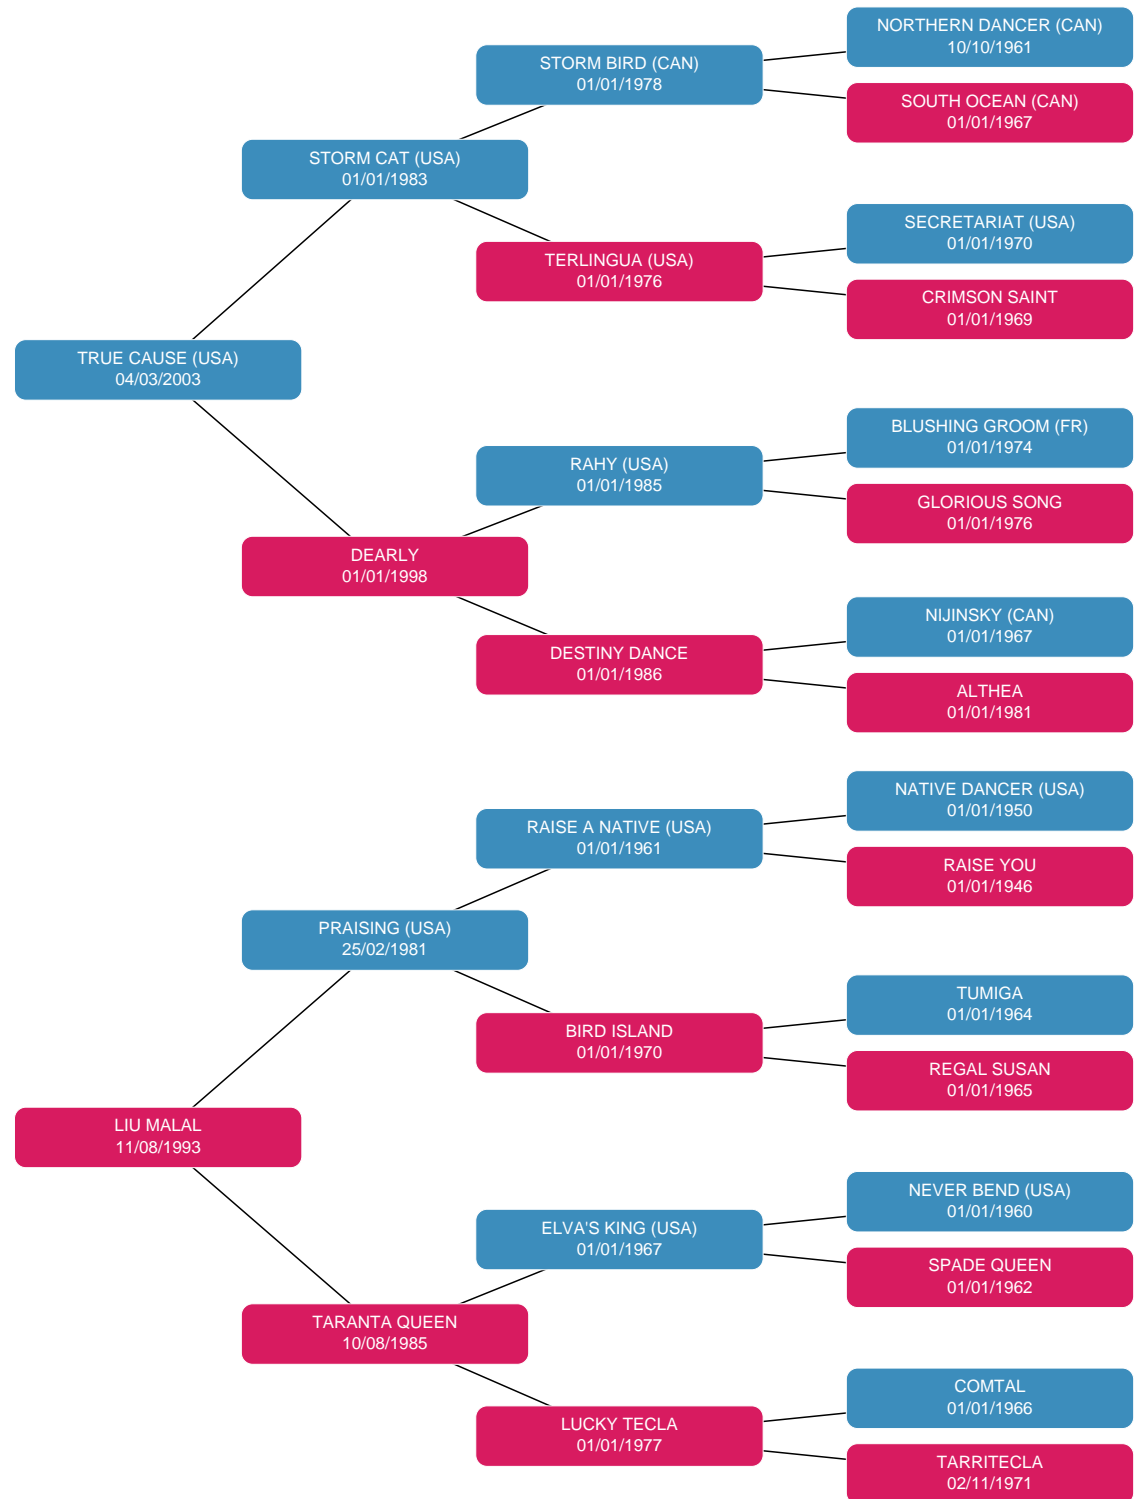 NORTHERN DANCER (CAN)
10/10/1961
STORM BIRD (CAN)
01/01/1978
SOUTH OCEAN (CAN)
01/01/1967
STORM CAT (USA)
01/01/1983
SECRETARIAT (USA)
01/01/1970
TERLINGUA (USA)
01/01/1976
CRIMSON SAINT
01/01/1969
TRUE CAUSE (USA)
04/03/2003
BLUSHING GROOM (FR)
01/01/1974
RAHY (USA)
01/01/1985
GLORIOUS SONG
01/01/1976
DEARLY
01/01/1998
NIJINSKY (CAN)
01/01/1967
DESTINY DANCE
01/01/1986
ALTHEA
01/01/1981
NATIVE DANCER (USA)
01/01/1950
RAISE A NATIVE (USA)
01/01/1961
RAISE YOU
01/01/1946
PRAISING (USA)
25/02/1981
TUMIGA
01/01/1964
BIRD ISLAND
01/01/1970
REGAL SUSAN
01/01/1965
LIU MALAL
11/08/1993
NEVER BEND (USA)
01/01/1960
ELVA'S KING (USA)
01/01/1967
SPADE QUEEN
01/01/1962
TARANTA QUEEN
10/08/1985
COMTAL
01/01/1966
LUCKY TECLA
01/01/1977
TARRITECLA
02/11/1971